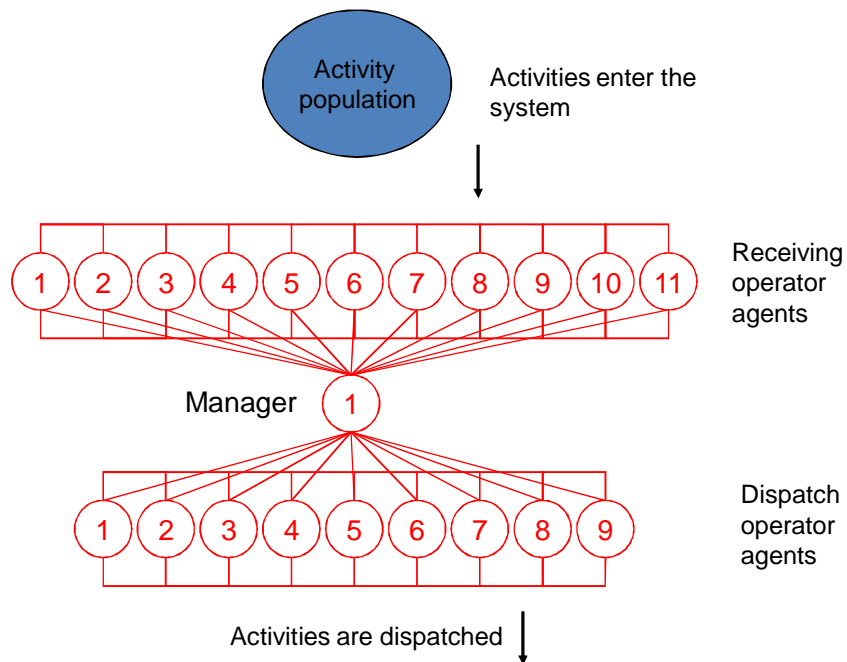 Activity
population
Activities enter the
system
1 2 3 4 5 6 7 8 9 10 11
Receiving
operator
agents
Manager 1
1 2 3 4 5 6 7 8 9
Dispatch
operator
agents
Activities are dispatched